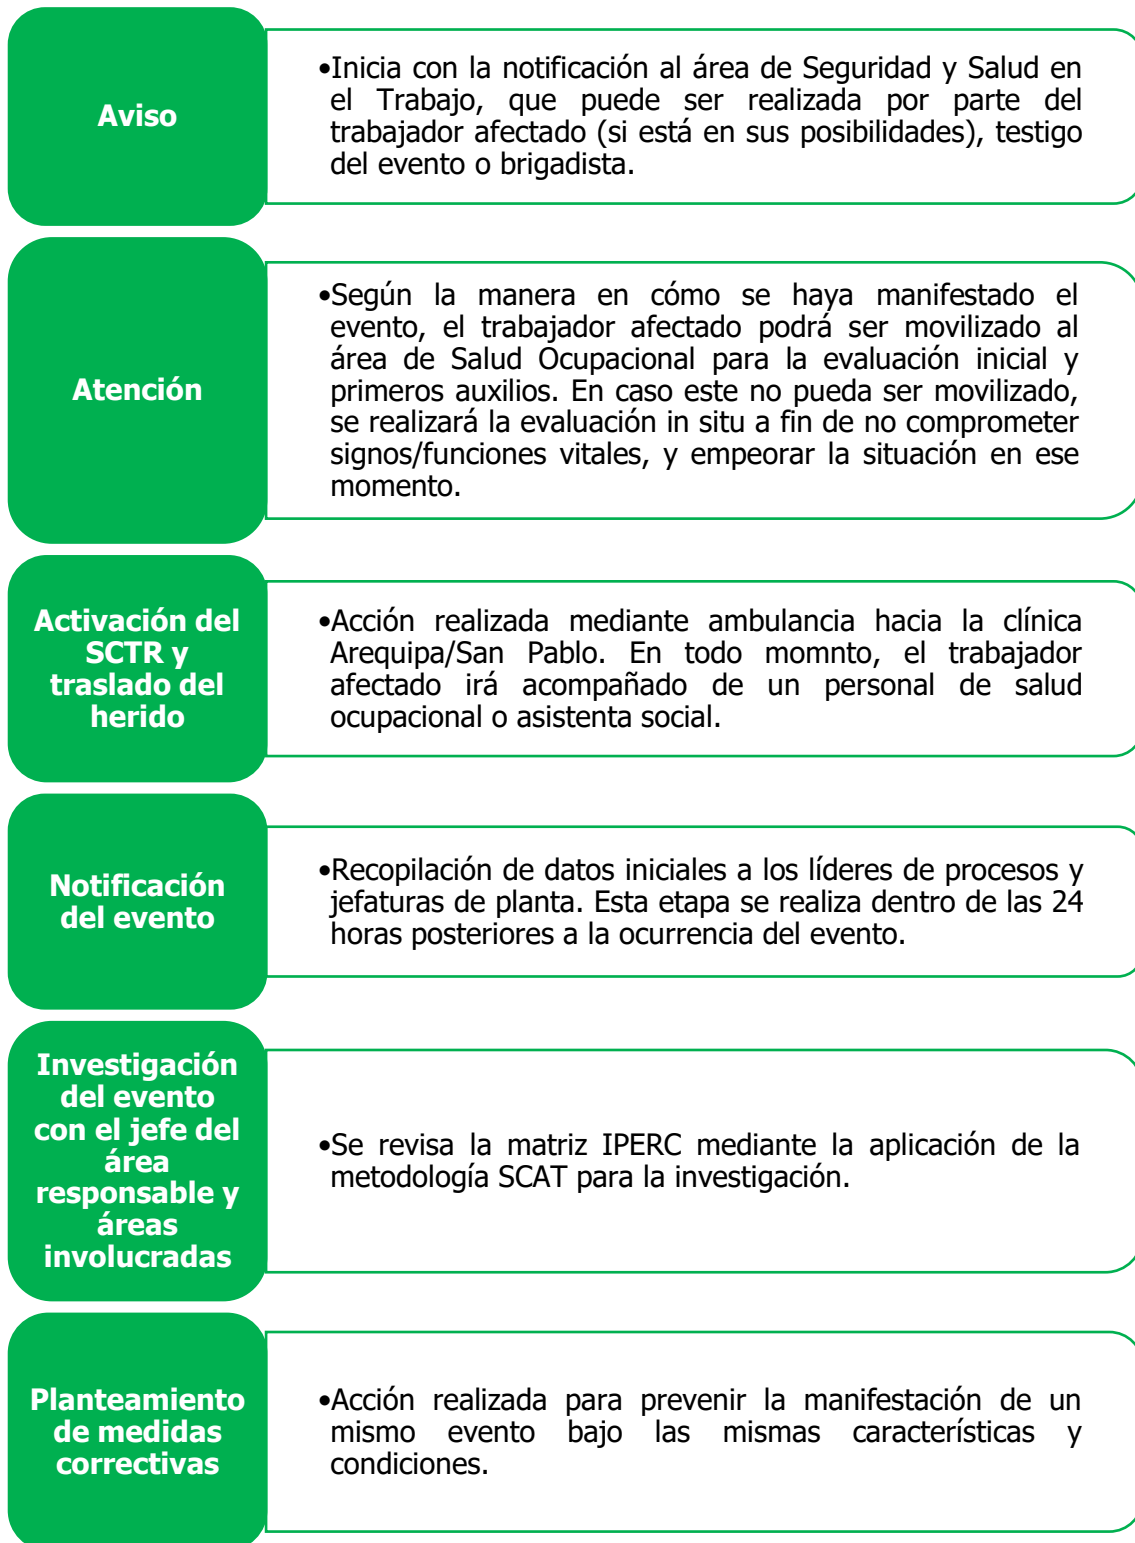 Aviso
•Inicia con la notificación al área de Seguridad y Salud en
el Trabajo, que puede ser realizada por parte del
trabajador afectado (si está en sus posibilidades), testigo
del evento o brigadista.
Atención
•Según la manera en cómo se haya manifestado el
evento, el trabajador afectado podrá ser movilizado al
área de Salud Ocupacional para la evaluación inicial y
primeros auxilios. En caso este no pueda ser movilizado,
se realizará la evaluación in situ a fin de no comprometer
signos/funciones vitales, y empeorar la situación en ese
momento.
Activación del
SCTR y
traslado del
herido
•Acción realizada mediante ambulancia hacia la clínica
Arequipa/San Pablo. En todo momnto, el trabajador
afectado irá acompañado de un personal de salud
ocupacional o asistenta social.
Notificación
del evento
•Recopilación de datos iniciales a los líderes de procesos y
jefaturas de planta. Esta etapa se realiza dentro de las 24
horas posteriores a la ocurrencia del evento.
Investigación
del evento
con el jefe del
área
responsable y
áreas
involucradas
•Se revisa la matriz IPERC mediante la aplicación de la
metodología SCAT para la investigación.
Planteamiento
de medidas
correctivas
•Acción realizada para prevenir la manifestación de un
mismo evento bajo las mismas características y
condiciones.